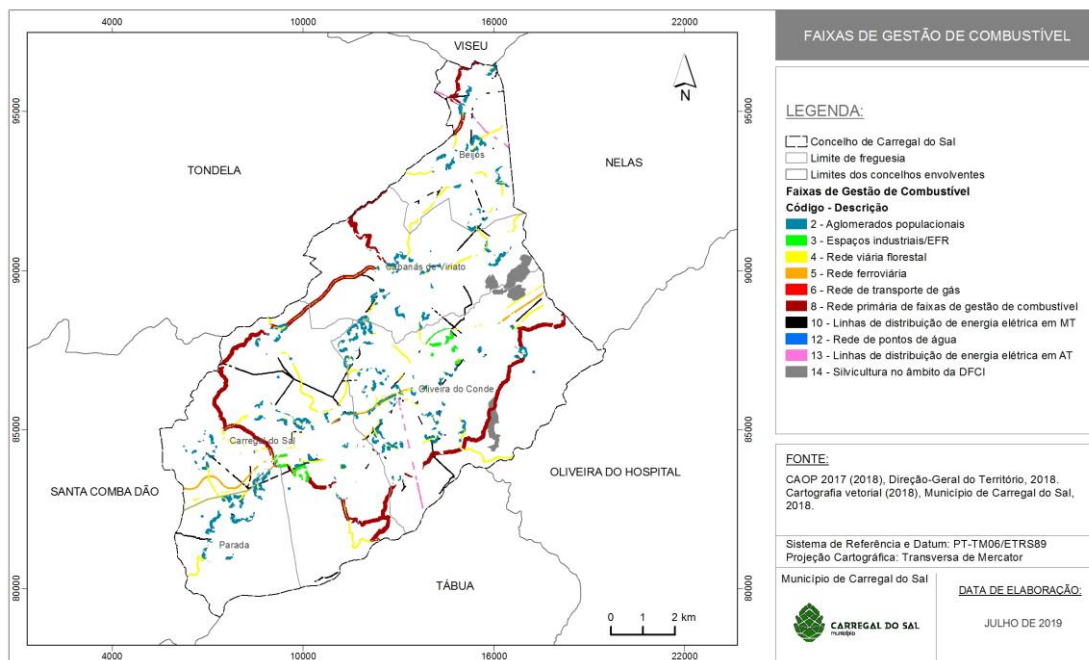 4000 10000 16000 22000
VISEU
N
95000 95000
Beijós
TONDELA
NELAS
90000 90000
Cabanas de Viriato
Oliveira do Conde
85000 85000
Carregal do Sal
OLIVEIRA DO HOSPITAL
SANTA COMBA DÃO
Parada
TÁBUA
80000 80000
0 1 2 km
4000 10000 16000 22000
FAIXAS DE GESTÃO DE COMBUSTÍVEL
LEGENDA:
Concelho de Carregal do Sal
Limite de freguesia
Limites dos concelhos envolventes
Faixas de Gestão de Combustível
Código - Descrição
2 - Aglomerados populacionais
3 - Espaços industriais/EFR
4 - Rede viária florestal
5 - Rede ferroviária
6 - Rede de transporte de gás
8 - Rede primária de faixas de gestão de combustível
10 - Linhas de distribuição de energia elétrica em MT
12 - Rede de pontos de água
13 - Linhas de distribuição de energia elétrica em AT
14 - Silvicultura no âmbito da DFCI
FONTE:
CAOP 2017 (2018), Direção-Geral do Território, 2018.
Cartografia vetorial (2018), Município de Carregal do Sal,
2018.
Sistema de Referência e Datum: PT-TM06/ETRS89
Projeção Cartográfica: Transversa de Mercator
Município de Carregal do Sal
CARREGAL DO SAL
município
DATA DE ELABORAÇÃO:
JULHO DE 2019